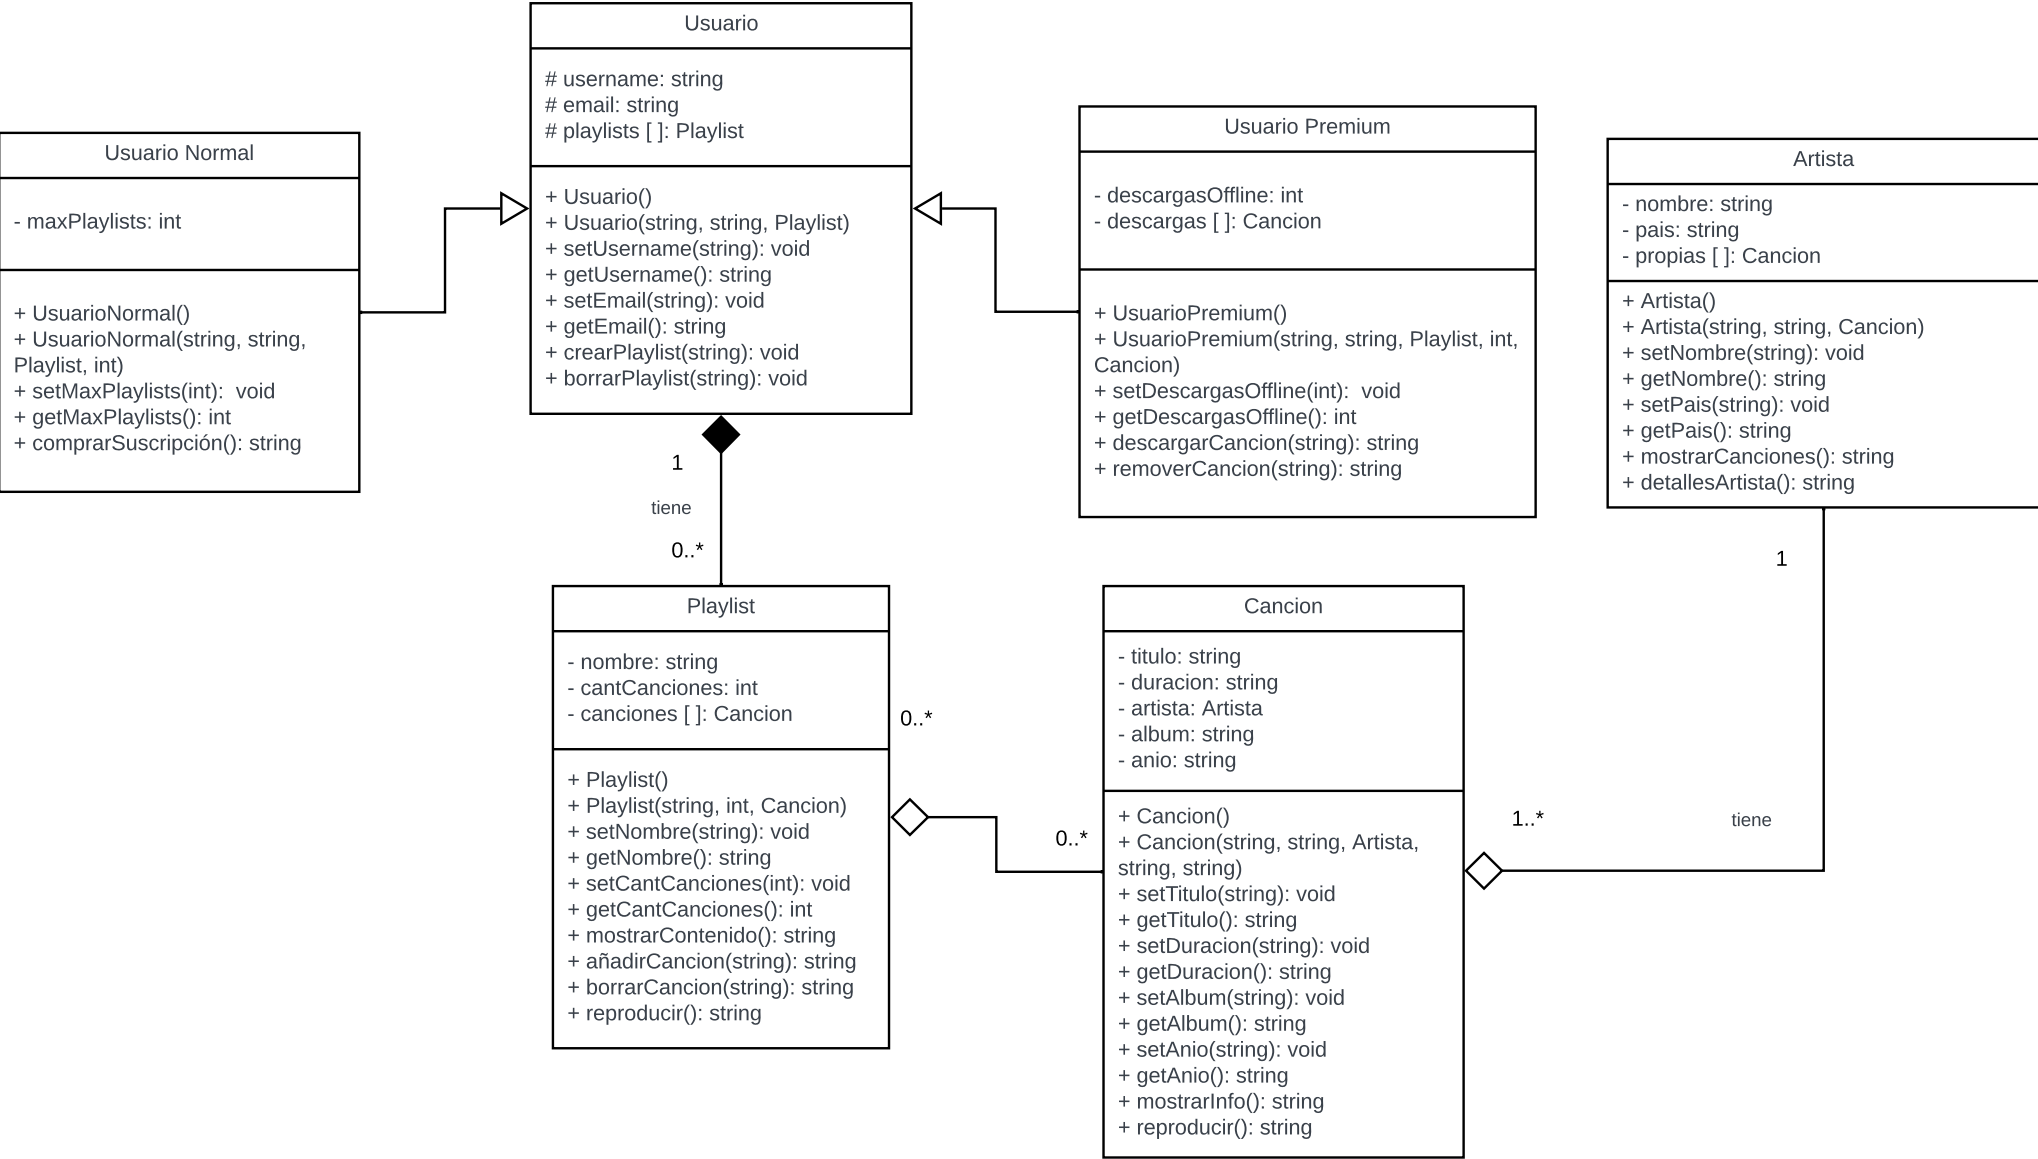 Usuario
# username: string
# email: string
# playlists [ ]: Playlist
+ Usuario()
+ Usuario(string, string, Playlist)
+ setUsername(string): void
+ getUsername(): string
+ setEmail(string): void
+ getEmail(): string
+ crearPlaylist(string): void
+ borrarPlaylist(string): void
Usuario Normal
- maxPlaylists: int
+ UsuarioNormal()
+ UsuarioNormal(string, string,
Playlist, int)
+ setMaxPlaylists(int):  void
+ getMaxPlaylists(): int
+ comprarSuscripción(): string
Usuario Premium
- descargasOffline: int
- descargas [ ]: Cancion
+ UsuarioPremium()
+ UsuarioPremium(string, string, Playlist, int,
Cancion)
+ setDescargasOffline(int):  void
+ getDescargasOffline(): int
+ descargarCancion(string): string
+ removerCancion(string): string
Artista
- nombre: string
- pais: string
- propias [ ]: Cancion
+ Artista()
+ Artista(string, string, Cancion)
+ setNombre(string): void
+ getNombre(): string
+ setPais(string): void
+ getPais(): string
+ mostrarCanciones(): string
+ detallesArtista(): string
1
tiene
0..*
Playlist
- nombre: string
- cantCanciones: int
- canciones [ ]: Cancion
+ Playlist()
+ Playlist(string, int, Cancion)
+ setNombre(string): void
+ getNombre(): string
+ setCantCanciones(int): void
+ getCantCanciones(): int
+ mostrarContenido(): string
+ añadirCancion(string): string
+ borrarCancion(string): string
+ reproducir(): string
0..*
0..*
Cancion
- titulo: string
- duracion: string
- artista: Artista
- album: string
- anio: string
+ Cancion()
+ Cancion(string, string, Artista,
string, string)
+ setTitulo(string): void
+ getTitulo(): string
+ setDuracion(string): void
+ getDuracion(): string
+ setAlbum(string): void
+ getAlbum(): string
+ setAnio(string): void
+ getAnio(): string
+ mostrarInfo(): string
+ reproducir(): string
1
1..*
tiene